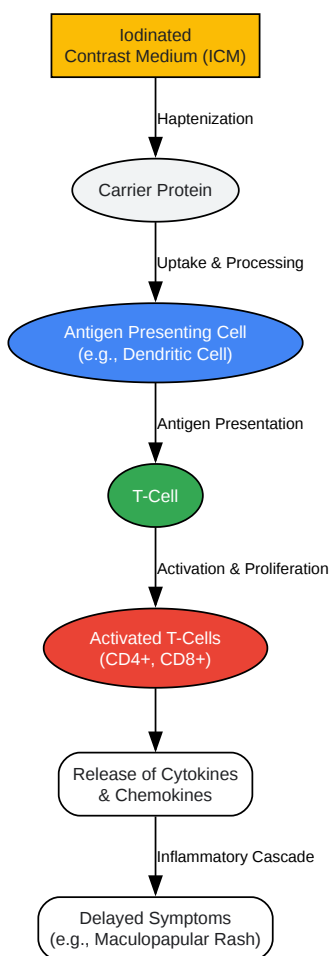 Iodinated
Contrast Medium (ICM)
Haptenization
Carrier Protein
Uptake & Processing
Antigen Presenting Cell
(e.g., Dendritic Cell)
Antigen Presentation
T-Cell
Activation & Proliferation
Activated T-Cells
(CD4+, CD8+)
Release of Cytokines
& Chemokines
Inflammatory Cascade
Delayed Symptoms
(e.g., Maculopapular Rash)